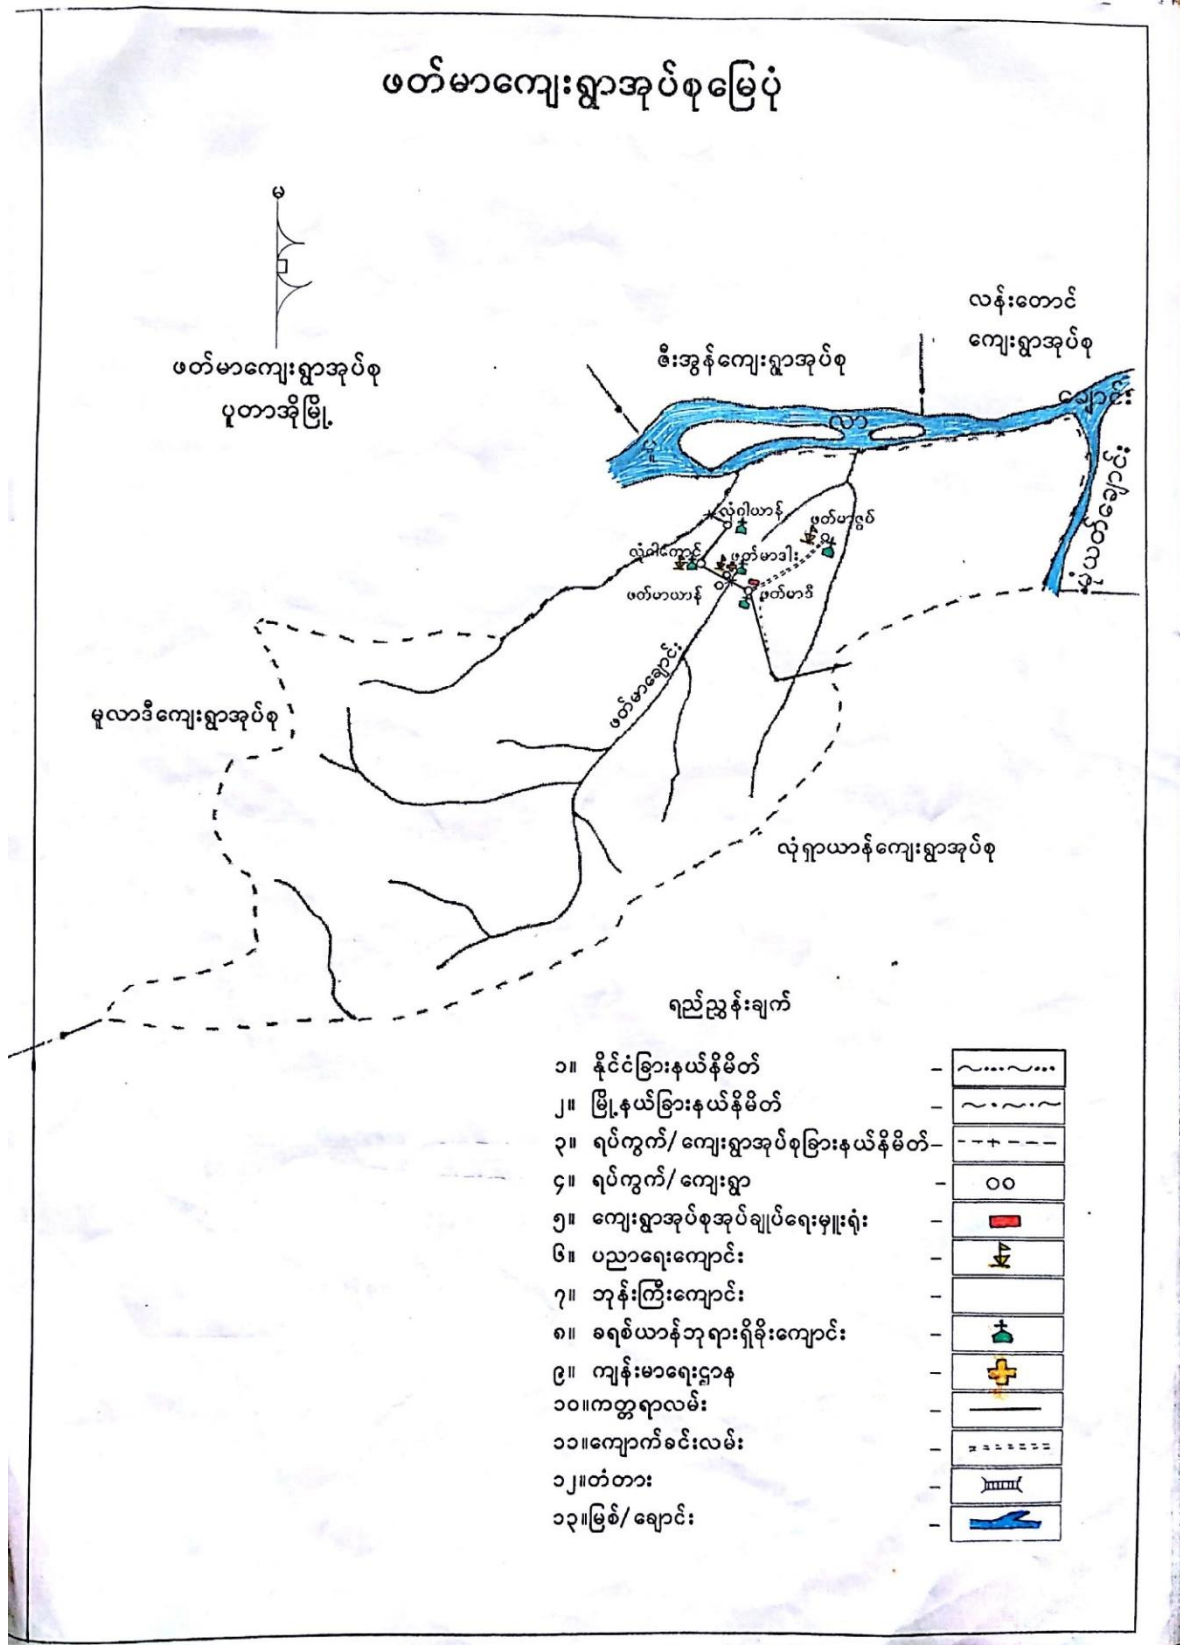 ဖတ်မာကျေးရွာအုပ်စုမြေပုံ
မ
ဖတ်မာကျေးရွာအုပ်စု
ပူတာအိုမြို့
လန်းတောင်
ကျေးရွာအုပ်စု
ဇီးအွန်ကျေးရွာအုပ်စု
ချောင်း
လာ
ပူ
လုံဂါယာန်
ဖတ်မာဇွပ်
လုံဂါကောင်
ဖတ်မာဒါး
ဖတ်မာယာန်
ဖတ်မာဒီ
ဖတ်မာချောင်း
မူလာဒီကျေးရွာအုပ်စု
လုံရှာယာန်ကျေးရွာအုပ်စု
ရည်ညွှန်းချက်
၁။ နိုင်ငံခြားနယ်နိမိတ် –
၂။ မြို့နယ်ခြားနယ်နိမိတ် –
၃။ ရပ်ကွက်/ကျေးရွာအုပ်စုခြားနယ်နိမိတ်–
၄။ ရပ်ကွက်/ကျေးရွာ –
၅။ ကျေးရွာအုပ်စုအုပ်ချုပ်ရေးမှူးရုံး –
၆။ ပညာရေးကျောင်း –
၇။ ဘုန်းကြီးကျောင်း –
၈။ ခရစ်ယာန်ဘုရားရှိခိုးကျောင်း –
၉။ ကျန်းမာရေးဌာန –
၁၀။ကတ္တရာလမ်း –
၁၁။ကျောက်ခင်းလမ်း –
၁၂။တံတား –
၁၃။မြစ်/ချောင်း –